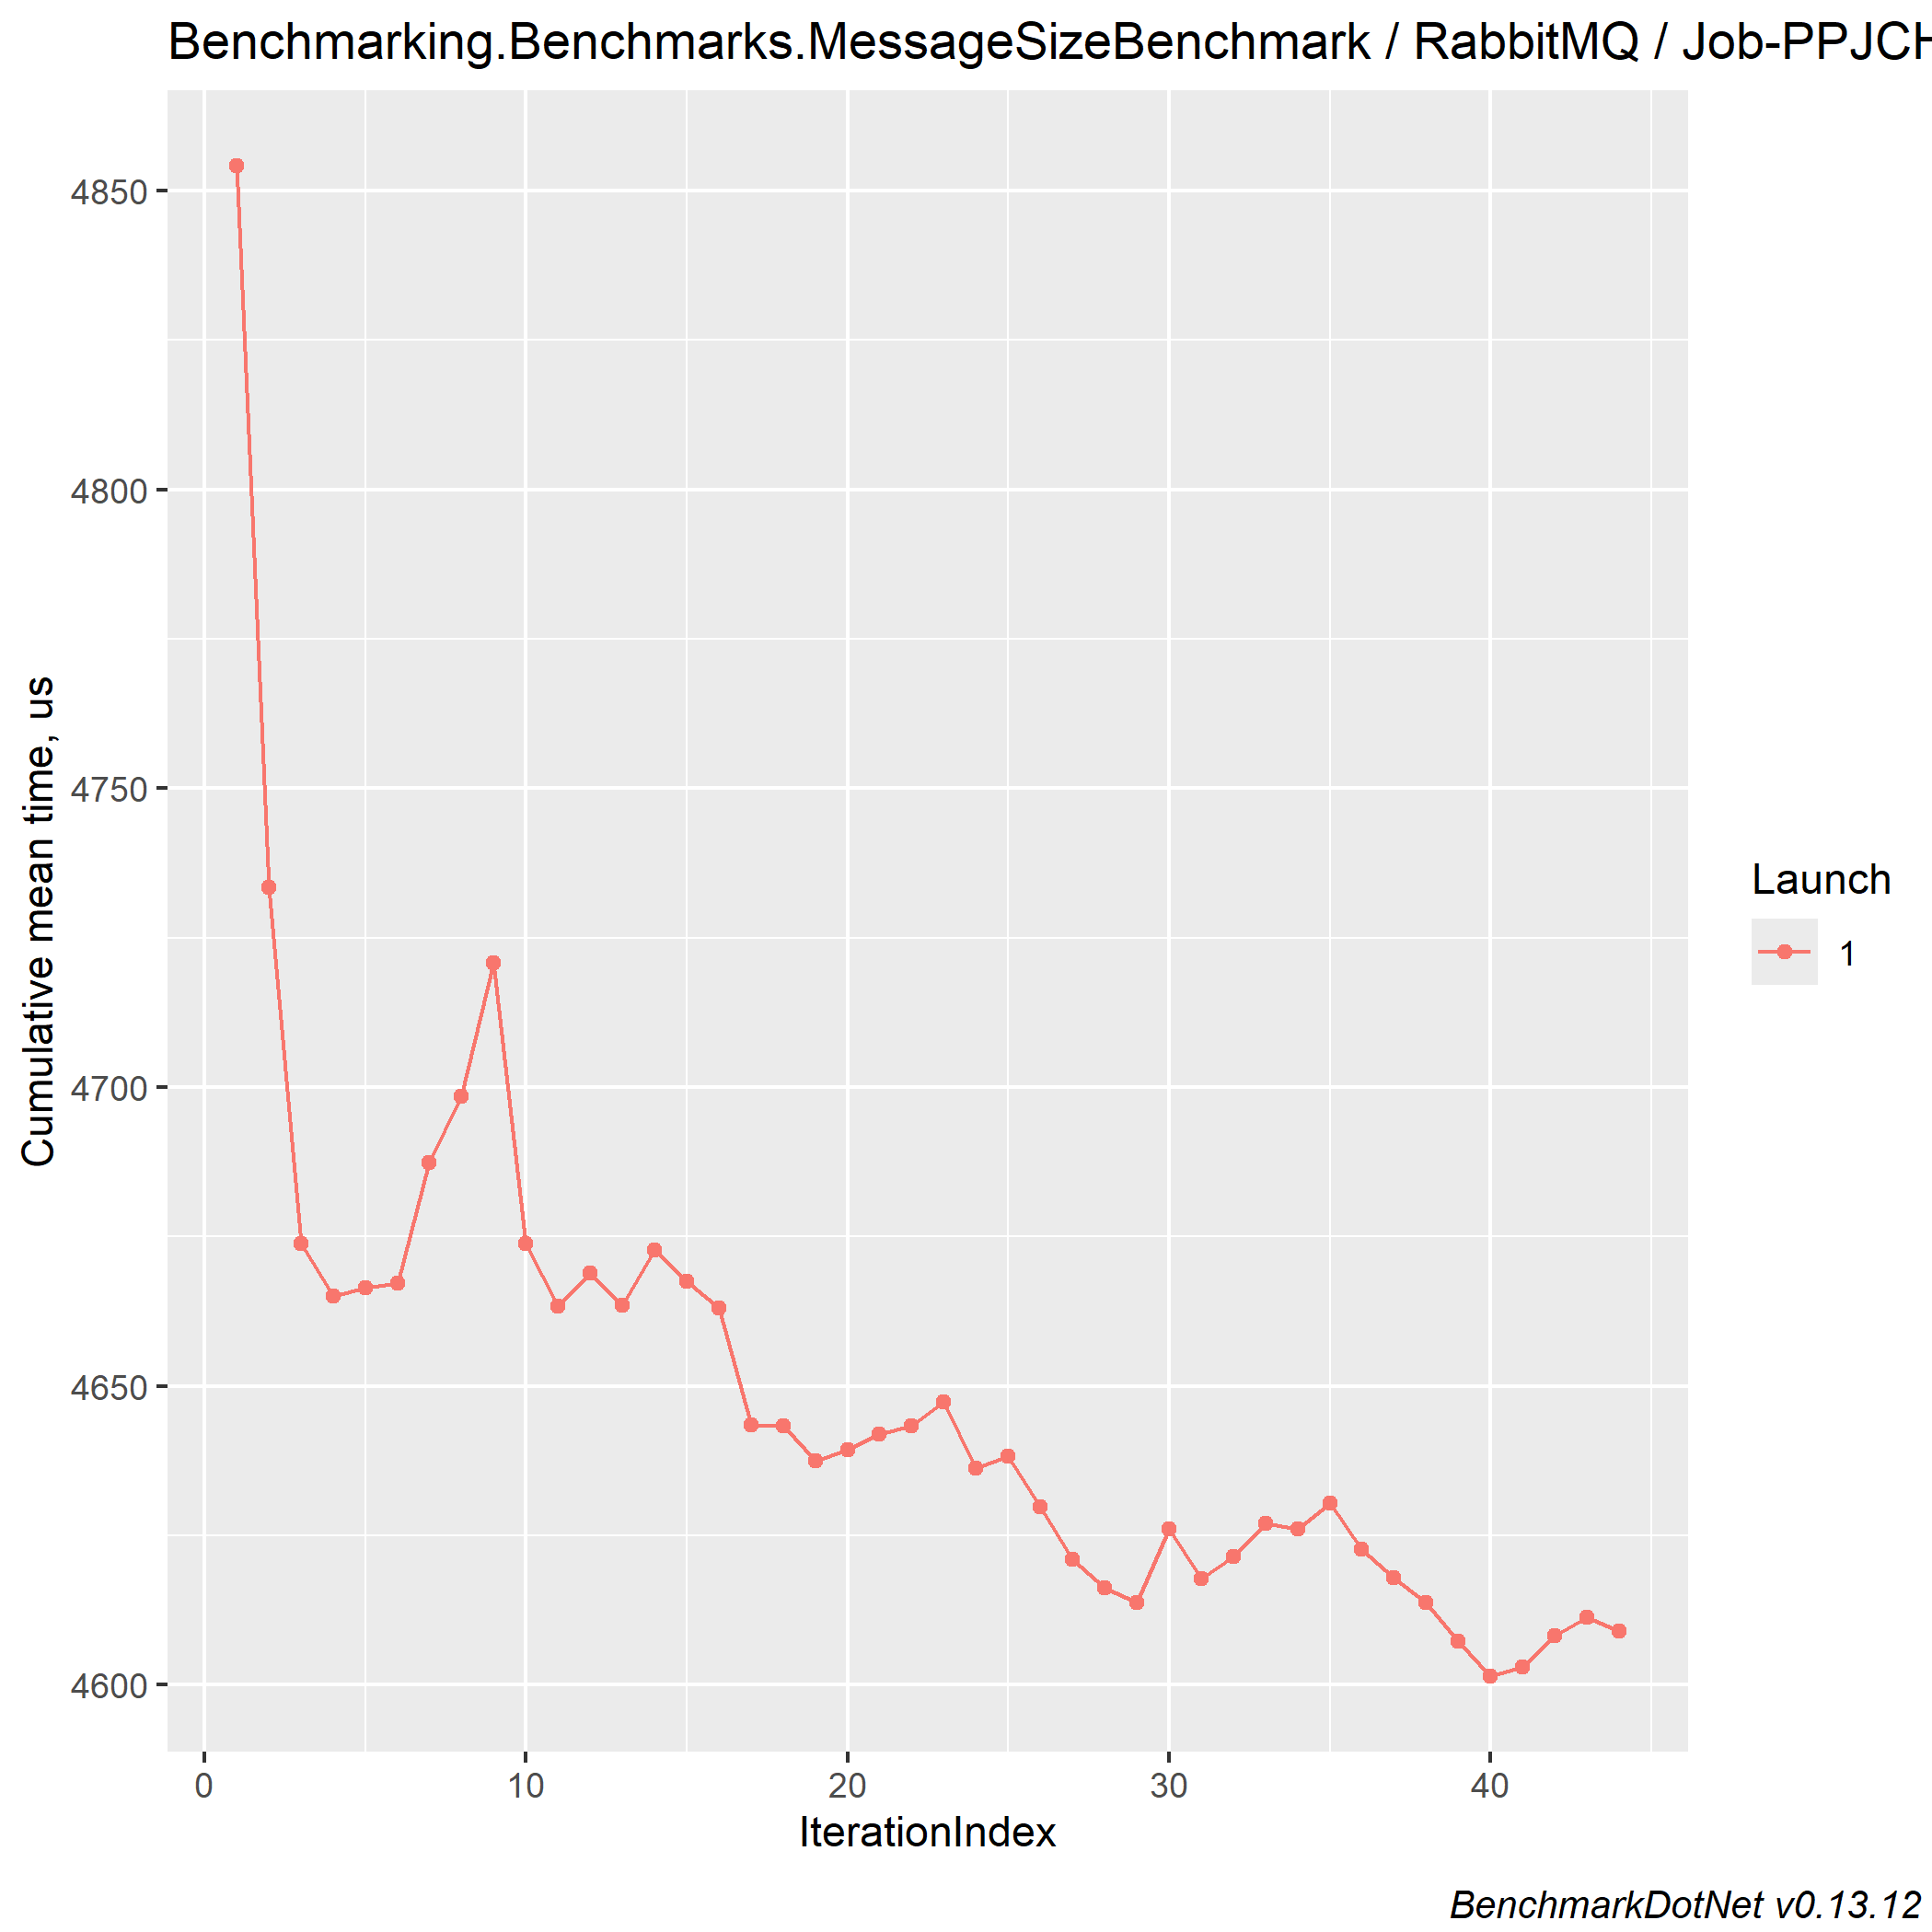 Benchmarking.Benchmarks.MessageSizeBenchmark / RabbitMQ / Job-PPJCH
4850
4800
4750
4700
4650
4600
Cumulative mean time, us
0 10 20 30 40
IterationIndex
Launch
1
BenchmarkDotNet v0.13.12